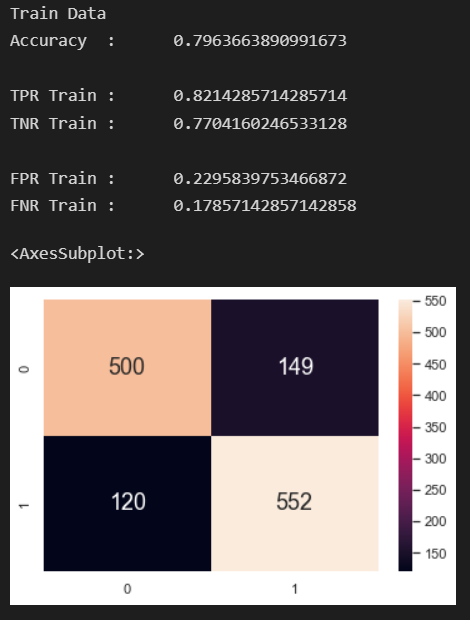 Train Data
Accuracy  :      0.7963663890991673
TPR Train :      0.8214285714285714
TNR Train :      0.7704160246533128
FPR Train :      0.2295839753466872
FNR Train :      0.17857142857142858
<AxesSubplot:>
0 500 149
1 120 552
0 1
550
500
450
400
350
300
250
200
150